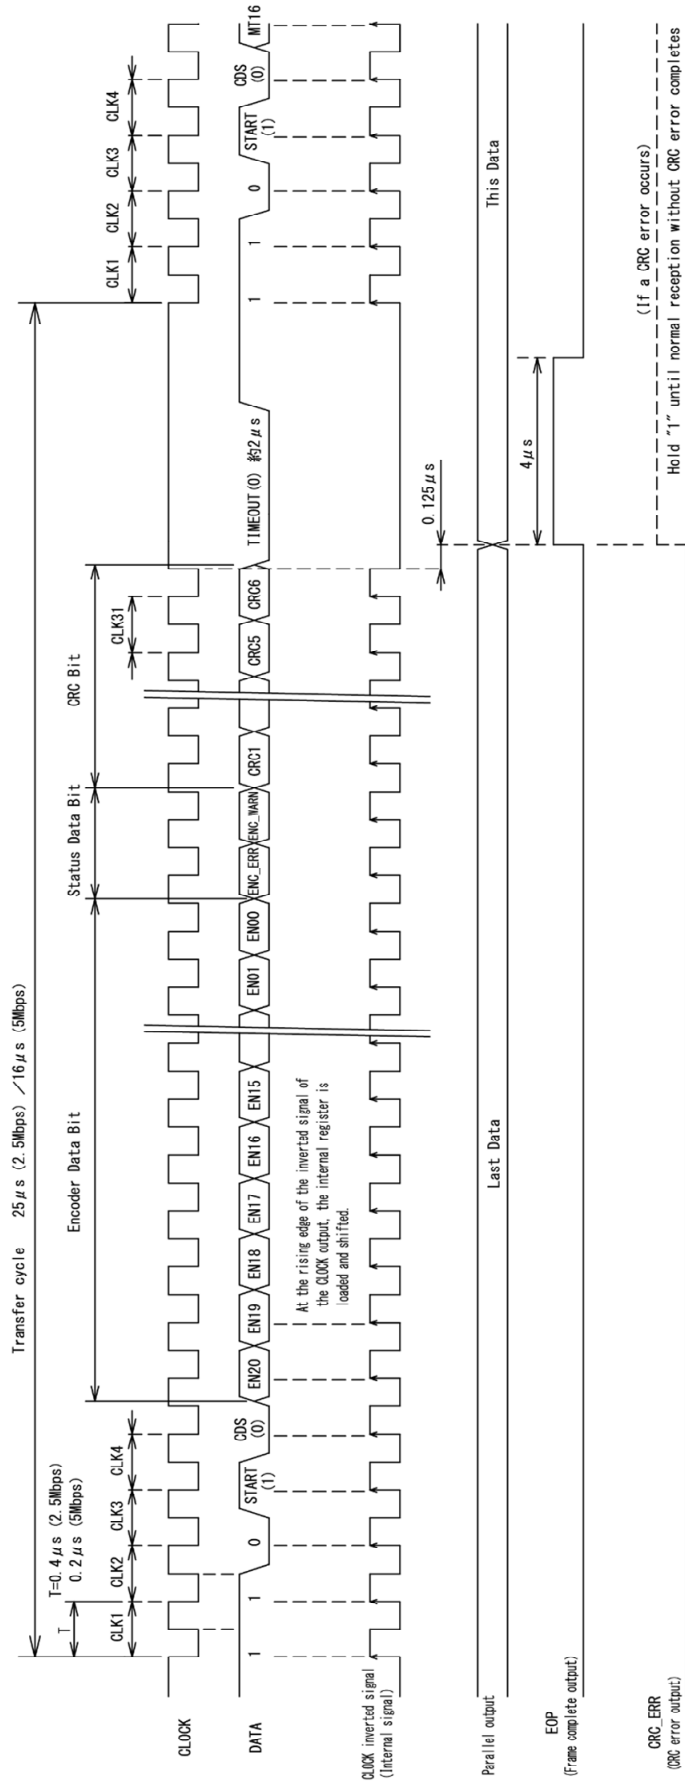 Transfer cycle 25μs (2.5Mbps) ／16μs (5Mbps)
T=0.4μs (2.5Mbps)
0.2μs (5Mbps)
T
Encoder Data Bit
Status Data Bit
CRC Bit
CLK1
CLK2
CLK3
CLK4
CLK31
CLK1
CLK2
CLK3
CLK4
CLOCK
DATA
1
1
0
START
(1)
CDS
(0)
EN20
EN19
EN18
EN17
EN16
EN15
EN01
EN00
ENC_ERR
ENC_WARN
CRC1
CRC5
CRC6
TIMEOUT(0) 約2μs
1
1
0
START
(1)
CDS
(0)
MT16
At the rising edge of the inverted signal of
the CLOCK output, the internal register is
loaded and shifted.
CLOCK inverted signal
(Internal signal)
0.125μs
Parallel output
Last Data
This Data
EOP
(Frame complete output)
4μs
CRC_ERR
(CRC error output)
(If a CRC error occurs)
Hold "1" until normal reception without CRC error completes